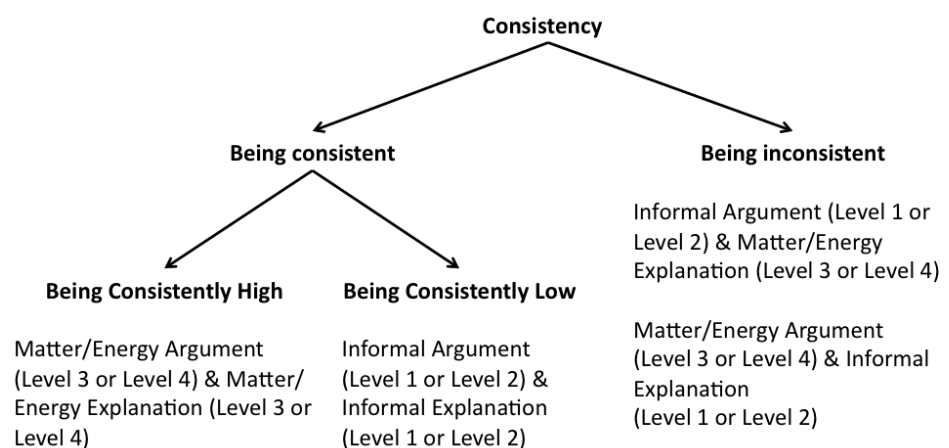 Consistency
Being consistent
Being inconsistent
Informal Argument (Level 1 or
Level 2) & Matter/Energy
Explanation (Level 3 or Level 4)
Matter/Energy Argument
(Level 3 or Level 4) & Informal
Explanation
(Level 1 or Level 2)
Being Consistently High
Matter/Energy Argument
(Level 3 or Level 4) & Matter/
Energy Explanation (Level 3 or
Level 4)
Being Consistently Low
Informal Argument
(Level 1 or Level 2) &
Informal Explanation
(Level 1 or Level 2)